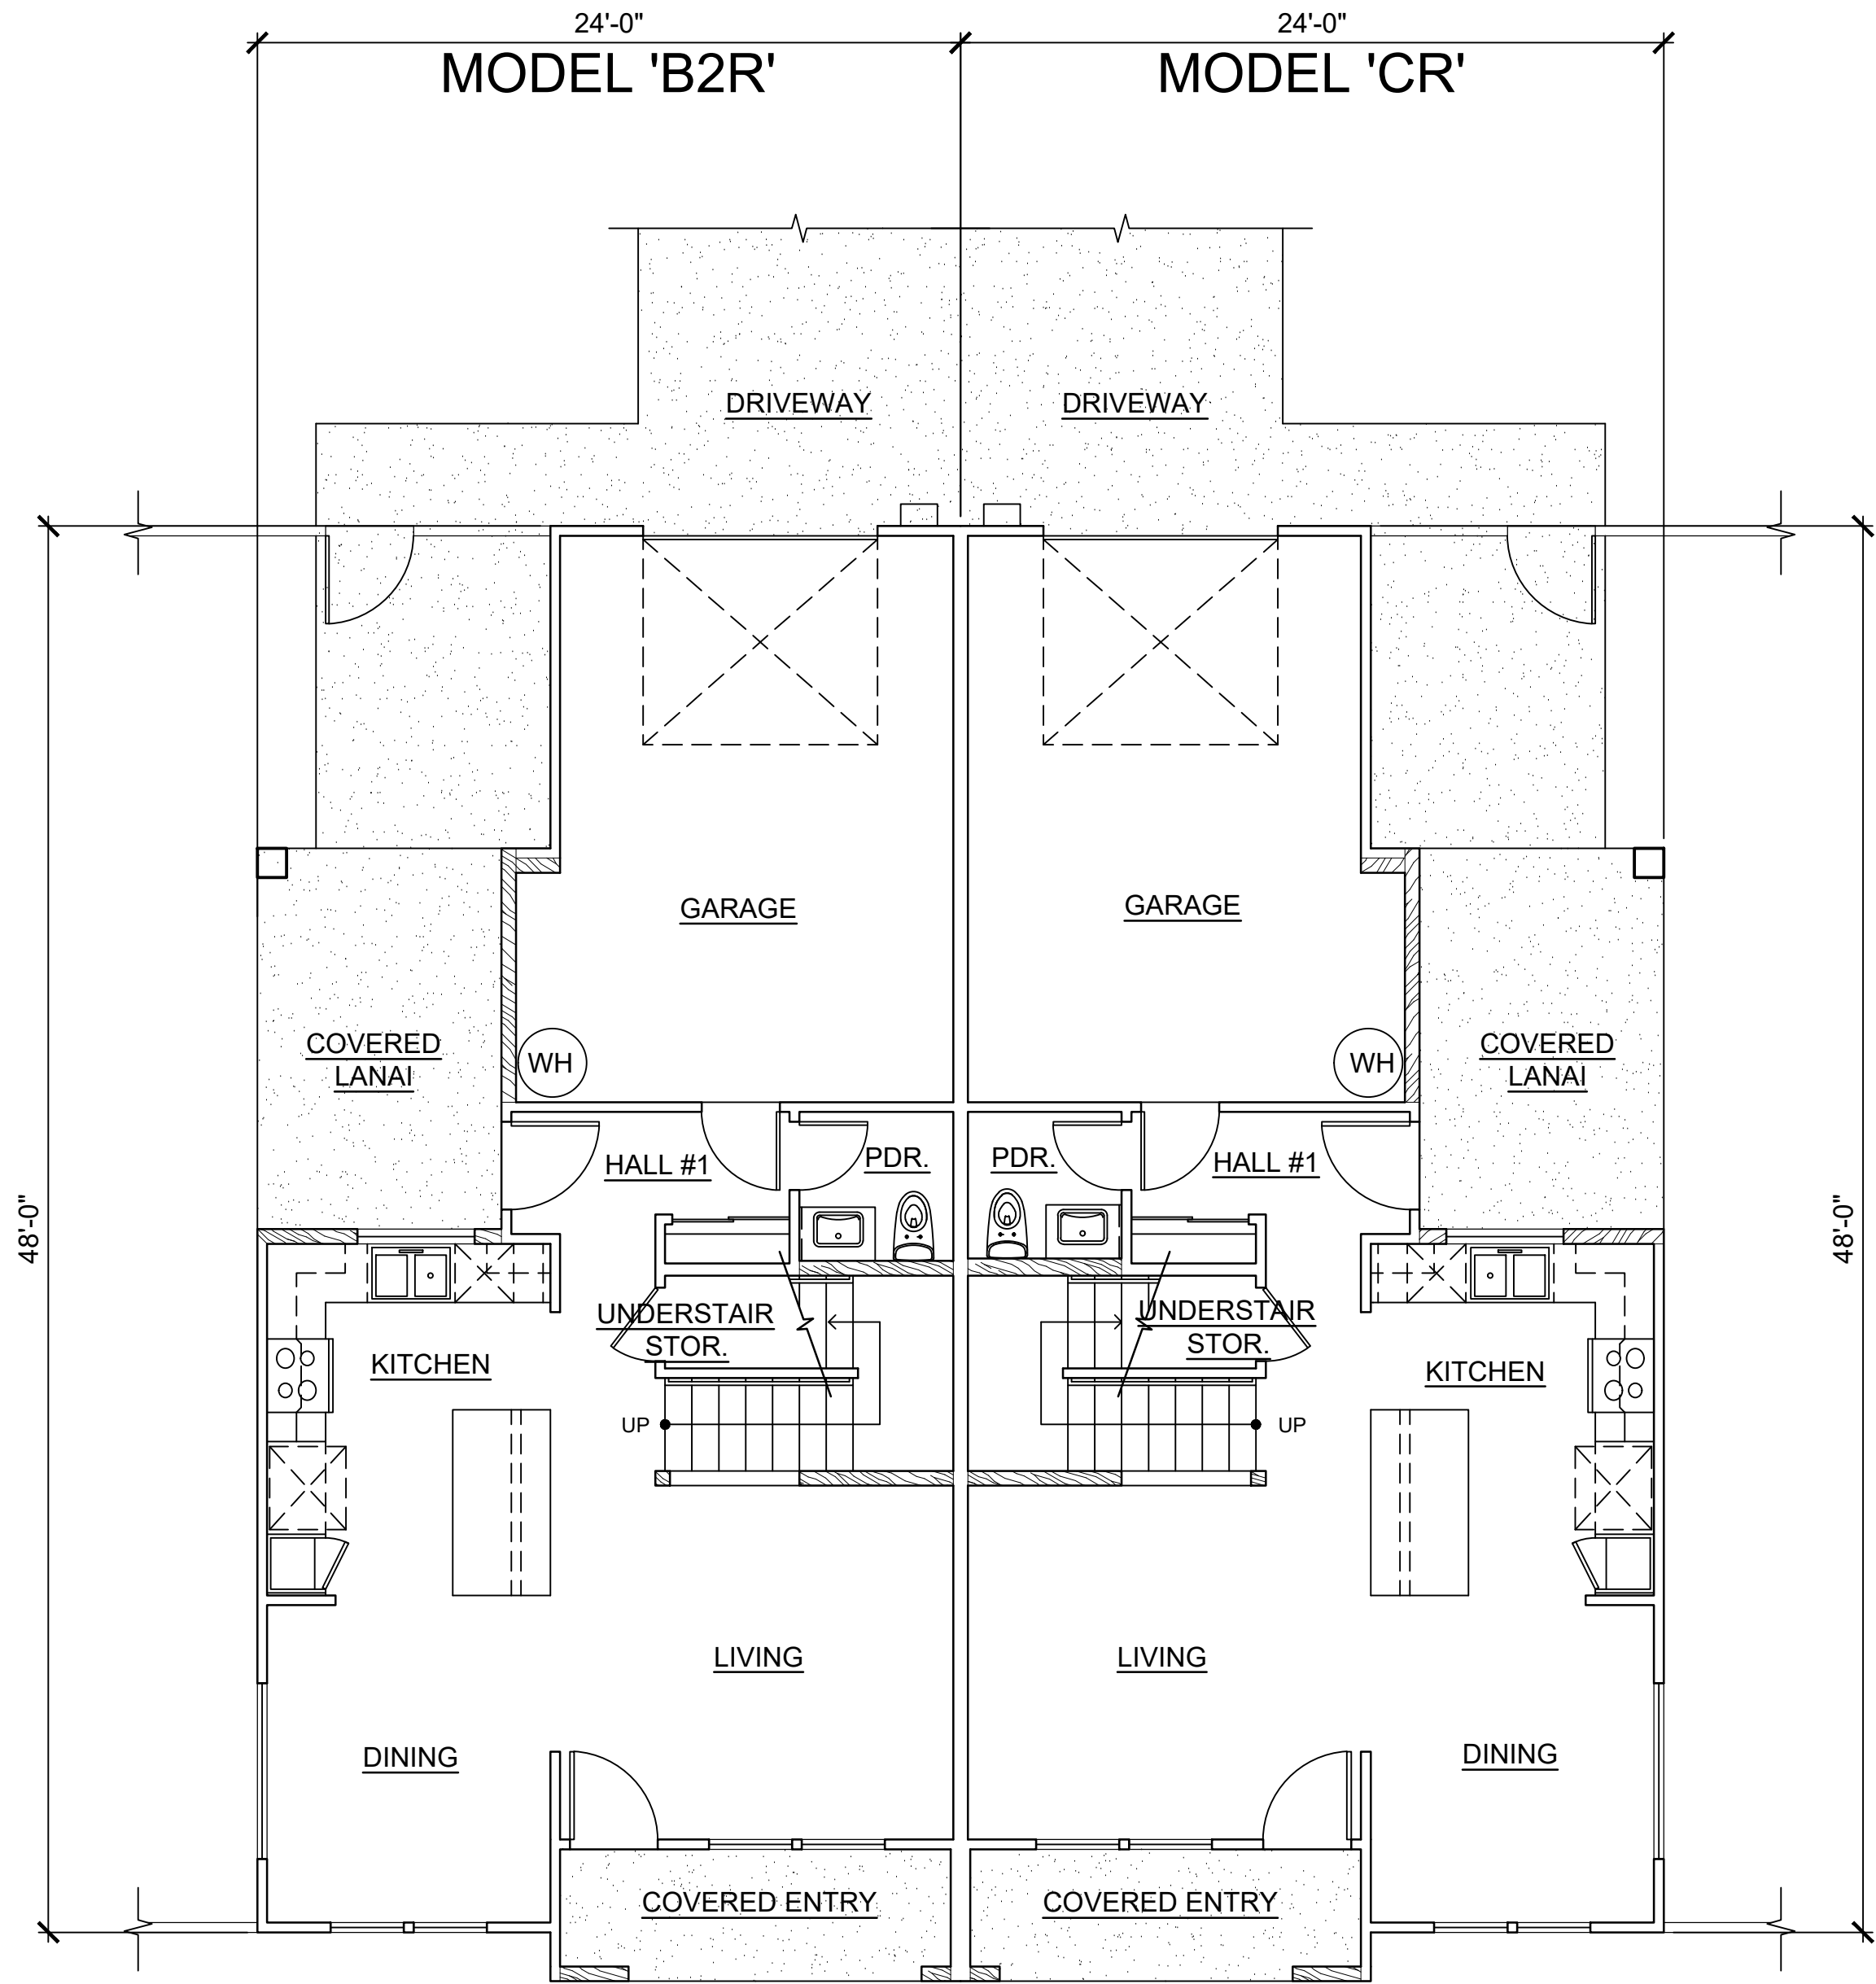 24'-0"
24'-0"
MODEL 'B2R'
MODEL 'CR'
DRIVEWAY
DRIVEWAY
GARAGE
GARAGE
COVERED
LANAI
COVERED
LANAI
WH
WH
HALL #1
PDR.
PDR.
HALL #1
48'-0"
48'-0"
UNDERSTAIR
STOR.
UNDERSTAIR
STOR.
KITCHEN
KITCHEN
UP
UP
LIVING
LIVING
DINING
DINING
COVERED ENTRY
COVERED ENTRY